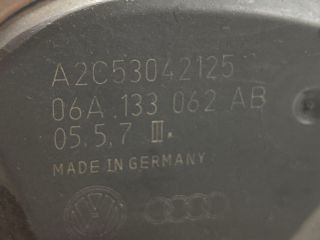 A2C53042125
06A.133 062 AB
05.5.7 III.
MADE IN GERMANY